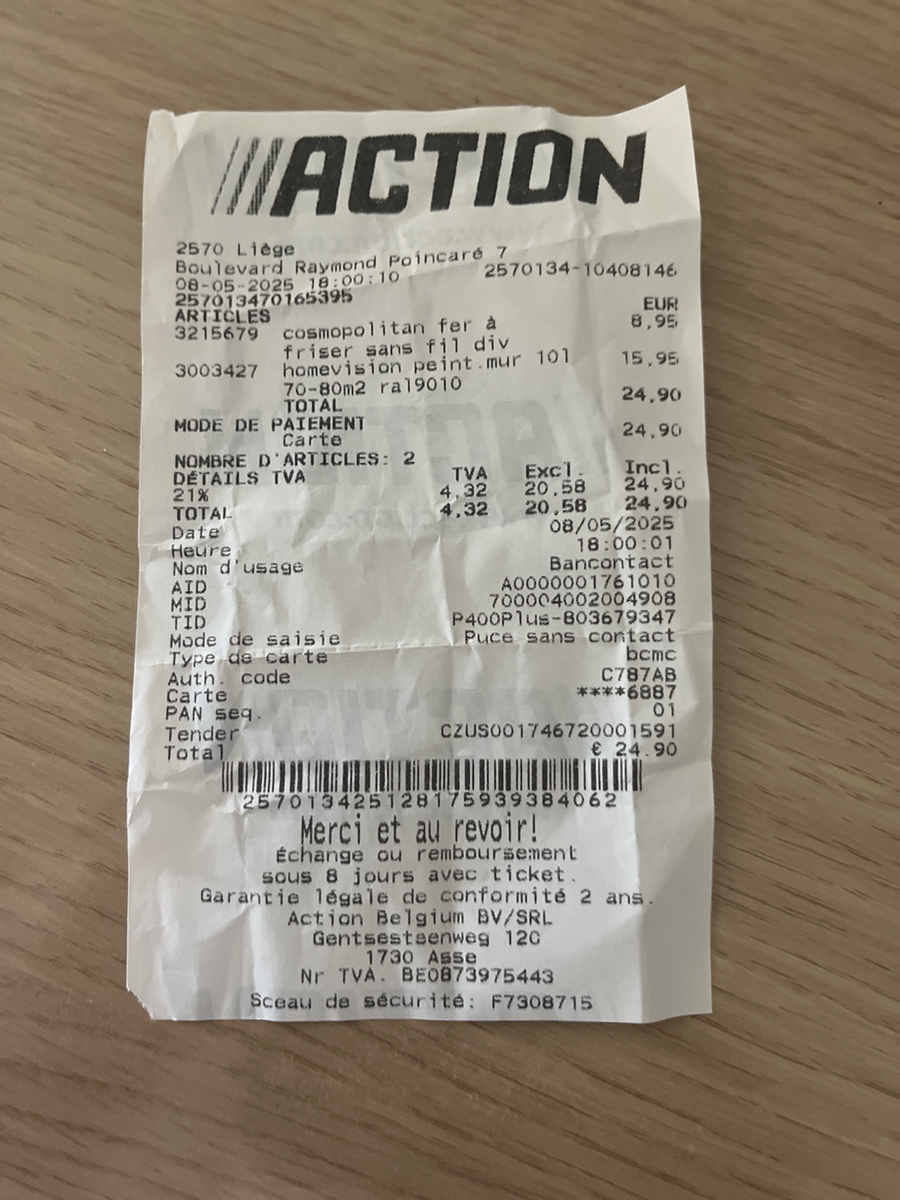 ACTION
2570 Liège
Boulevard Raymond Poincaré 7
08-05-2025 18:00:10 2570134-10408146
257013470165395
ARTICLES EUR
3215679 cosmopolitan fer à 8,95
friser sans fil div
3003427 homevision peint.mur 10l 15,95
70-80m2 ral9010
TOTAL 24,90
MODE DE PAIEMENT
Carte 24,90
NOMBRE D'ARTICLES: 2
DÉTAILS TVA TVA Excl. Incl.
21% 4,32 20,58 24,90
TOTAL 4,32 20,58 24,90
Date 08/05/2025
Heure 18:00:01
Nom d'usage Bancontact
AID A0000001761010
MID 700004002004908
TID P400Plus-803679347
Mode de saisie Puce sans contact
Type de carte bcmc
Auth. code C787AB
Carte ****6887
PAN seq. 01
Tender CZUS001746720001591
Total € 24.90
257013425128175939384062
Merci et au revoir!
Échange ou remboursement
sous 8 jours avec ticket.
Garantie légale de conformité 2 ans.
Action Belgium BV/SRL
Gentsesteenweg 120
1730 Asse
Nr TVA. BE0873975443
Sceau de sécurité: F7308715